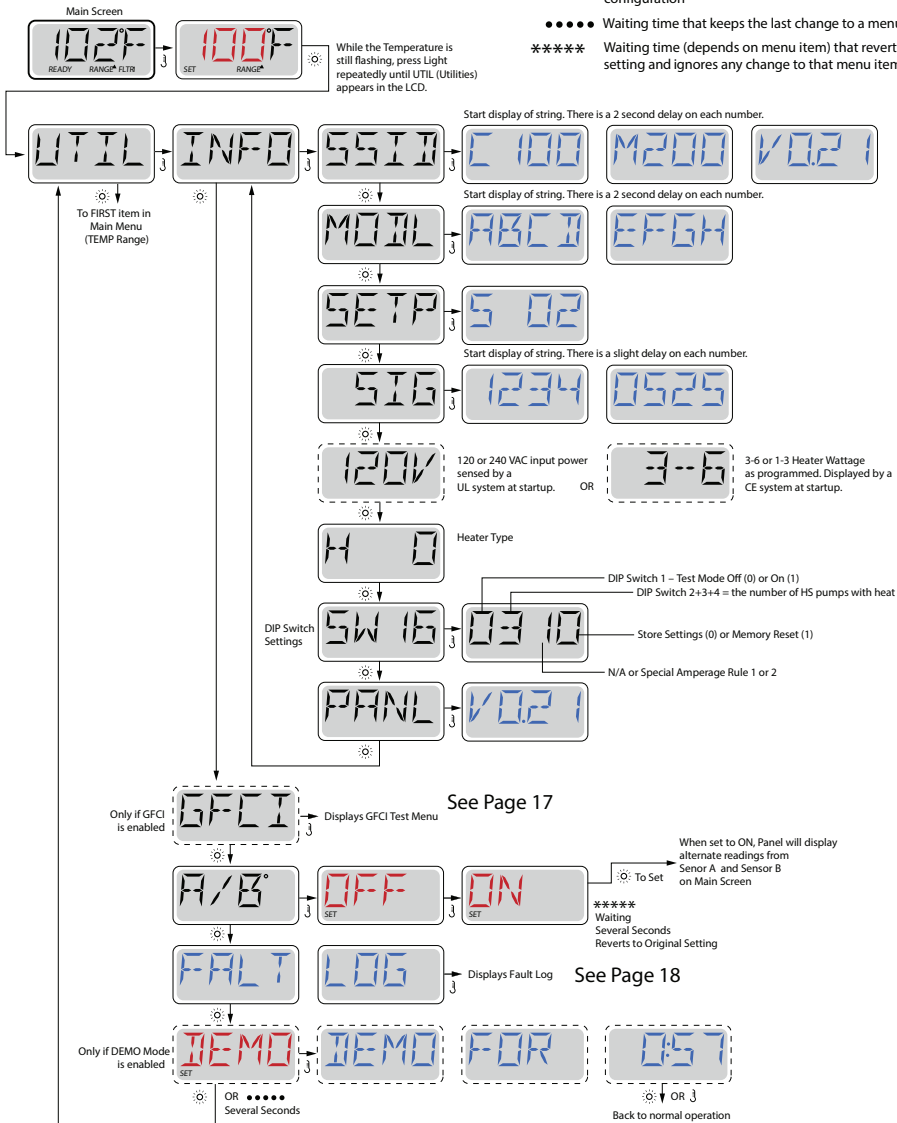 configuration
Main Screen
••••• Waiting time that keeps the last change to a menu
***** Waiting time (depends on menu item) that revert
setting and ignores any change to that menu item
102°F
READY RANGE FLTR1
100°F
SET RANGE
While the Temperature is
still flashing, press Light
repeatedly until UTIL (Utilities)
appears in the LCD.
Start display of string. There is a 2 second delay on each number.
UTIL
INFO
SSID
C 100
M200
V 0.21
To FIRST item in
Main Menu
(TEMP Range)
Start display of string. There is a 2 second delay on each number.
MODL
ABCD
EFGH
SETP
S 02
Start display of string. There is a slight delay on each number.
SIG
1234
0525
120V
120 or 240 VAC input power
sensed by a
UL system at startup.
OR
3-6
3-6 or 1-3 Heater Wattage
as programmed. Displayed by a
CE system at startup.
H 0
Heater Type
DIP Switch 1 – Test Mode Off (0) or On (1)
DIP Switch 2+3+4 = the number of HS pumps with heat
DIP Switch
Settings
SW 16
0310
Store Settings (0) or Memory Reset (1)
N/A or Special Amperage Rule 1 or 2
PANL
V 0.21
Only if GFCI
is enabled
GFCI
Displays GFCI Test Menu
See Page 17
A/B°
OFF
SET
ON
SET
To Set
When set to ON, Panel will display
alternate readings from
Senor A and Sensor B
on Main Screen
*****
Waiting
Several Seconds
Reverts to Original Setting
FALT
LOG
Displays Fault Log
See Page 18
Only if DEMO Mode
is enabled
DEMO
SET
DEMO
FOR
0:57
OR •••••
Several Seconds
OR
Back to normal operation